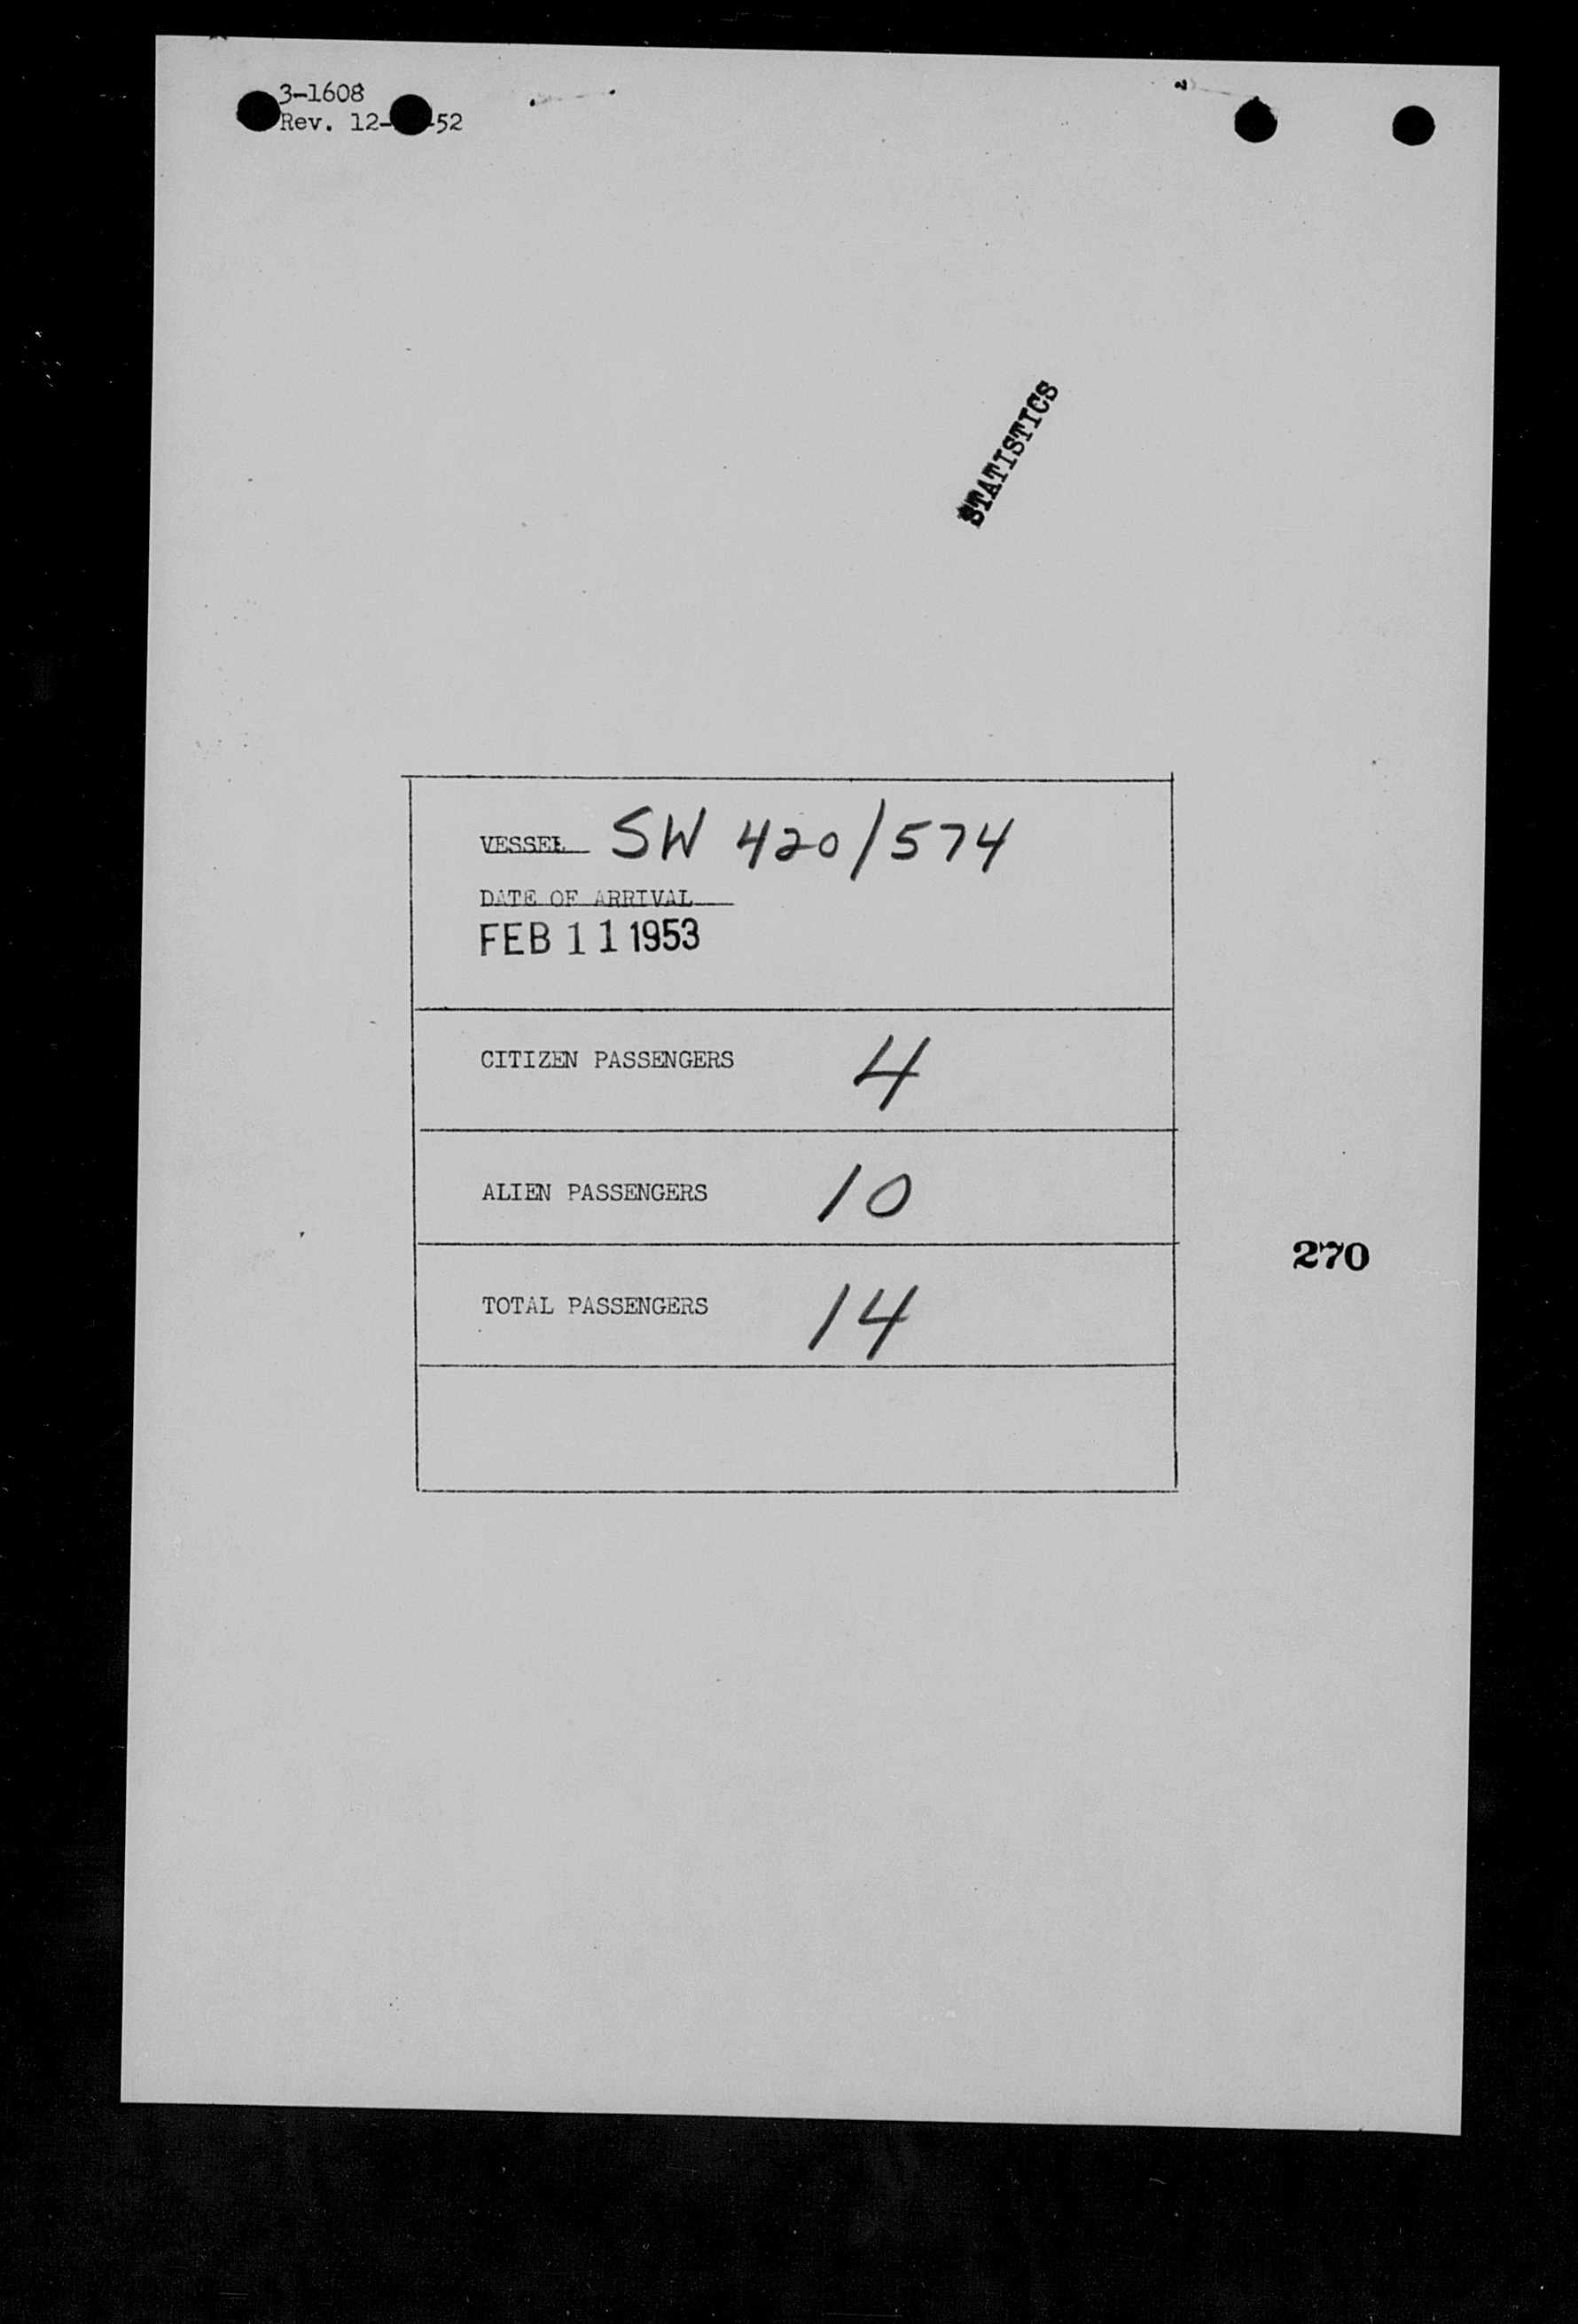 3-1608
Rev. 12- -52
STATISTICS
VESSEL SW 420/574
DATE OF ARRIVAL
FEB 11 1953
CITIZEN PASSENGERS 4
ALIEN PASSENGERS 10
270
TOTAL PASSENGERS 14